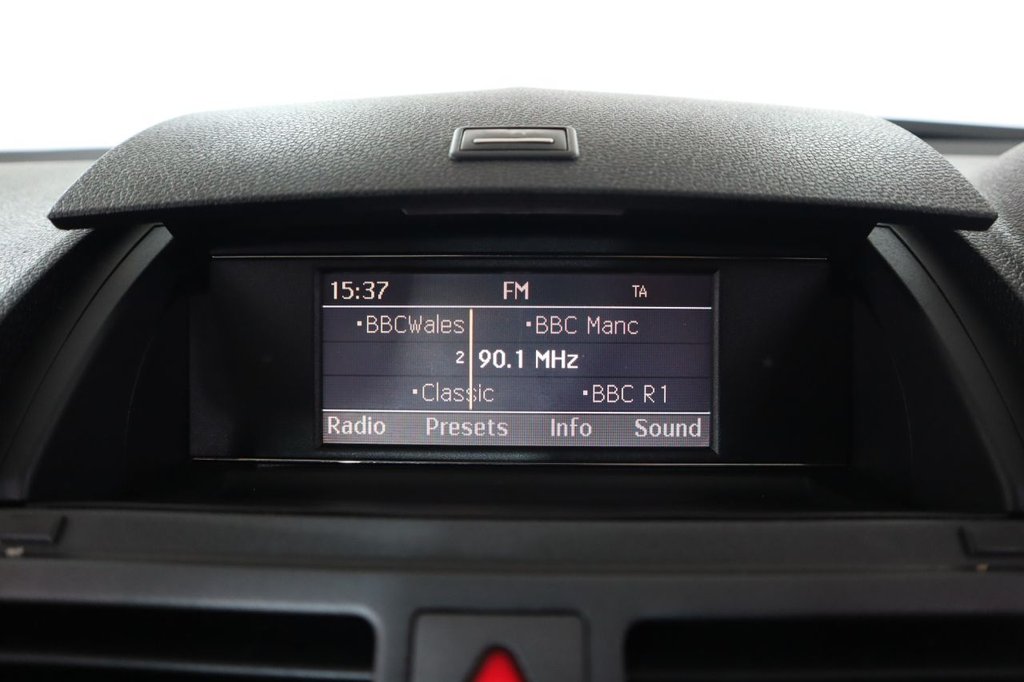 15:37 FM TA
•BBCWales •BBC Manc
2 90.1 MHz
•Classic •BBC R1
Radio Presets Info Sound